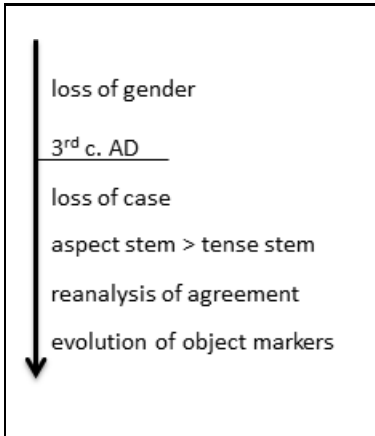 loss of gender
3rd c. AD
loss of case
aspect stem > tense stem
reanalysis of agreement
evolution of object markers